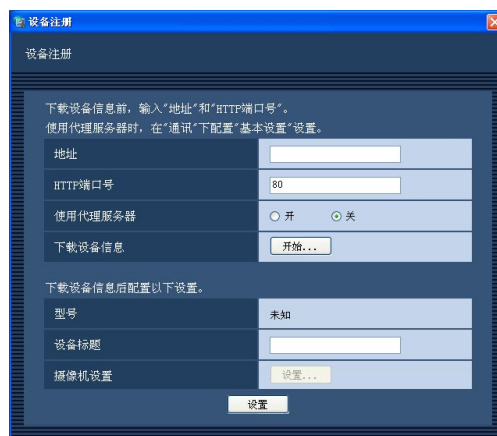 设备注册
设备注册
下载设备信息前，输入"地址"和"HTTP端口号"。
使用代理服务器时，在"通讯"下配置"基本设置"设置。
地址
HTTP端口号 80
使用代理服务器 开 关
下载设备信息 开始...
下载设备信息后配置以下设置。
型号 未知
设备标题
摄像机设置 设置...
设置